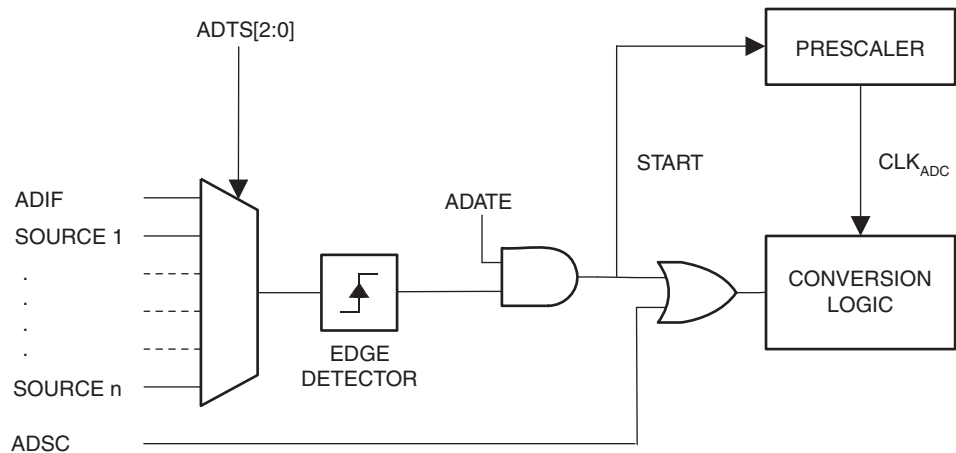 ADTS[2:0]
PRESCALER
START
CLKADC
ADIF
ADATE
SOURCE 1
.
.
.
.
CONVERSION
LOGIC
EDGE
DETECTOR
SOURCE n
ADSC